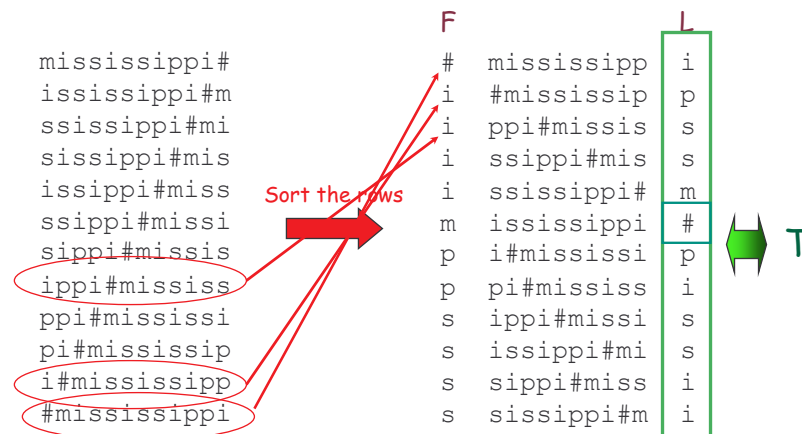 F L
mississippi# # mississipp i
ississippi#m i #mississip p
ssissippi#mi i ppi#missis s
sissippi#mis i ssippi#mis s
issippi#miss i ssissippi# m
Sort the rows
ssippi#missi m ississippi #
sippi#missis p i#mississi p
T
ippi#mississ p pi#mississ i
ppi#mississi s ippi#missi s
pi#mississip s issippi#mi s
i#mississipp s sippi#miss i
#mississippi s sissippi#m i